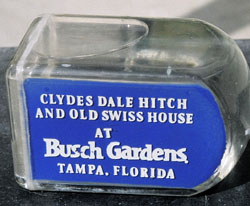 CLYDES DALE HITCH
AND OLD SWISS HOUSE
AT
Busch Gardens.
TAMPA, FLORIDA